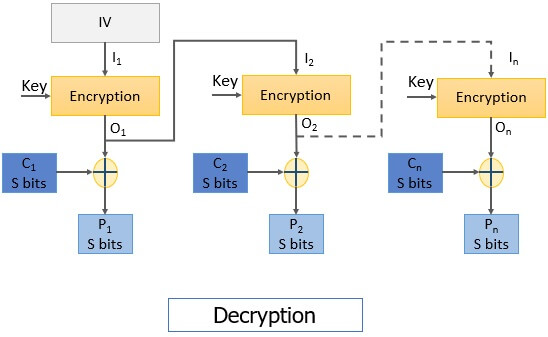 IV
I1
I2
In
Key
Encryption
Key
Encryption
Key
Encryption
O1
O2
On
C1
S bits
C2
S bits
Cn
S bits
P1
S bits
P2
S bits
Pn
S bits
Decryption